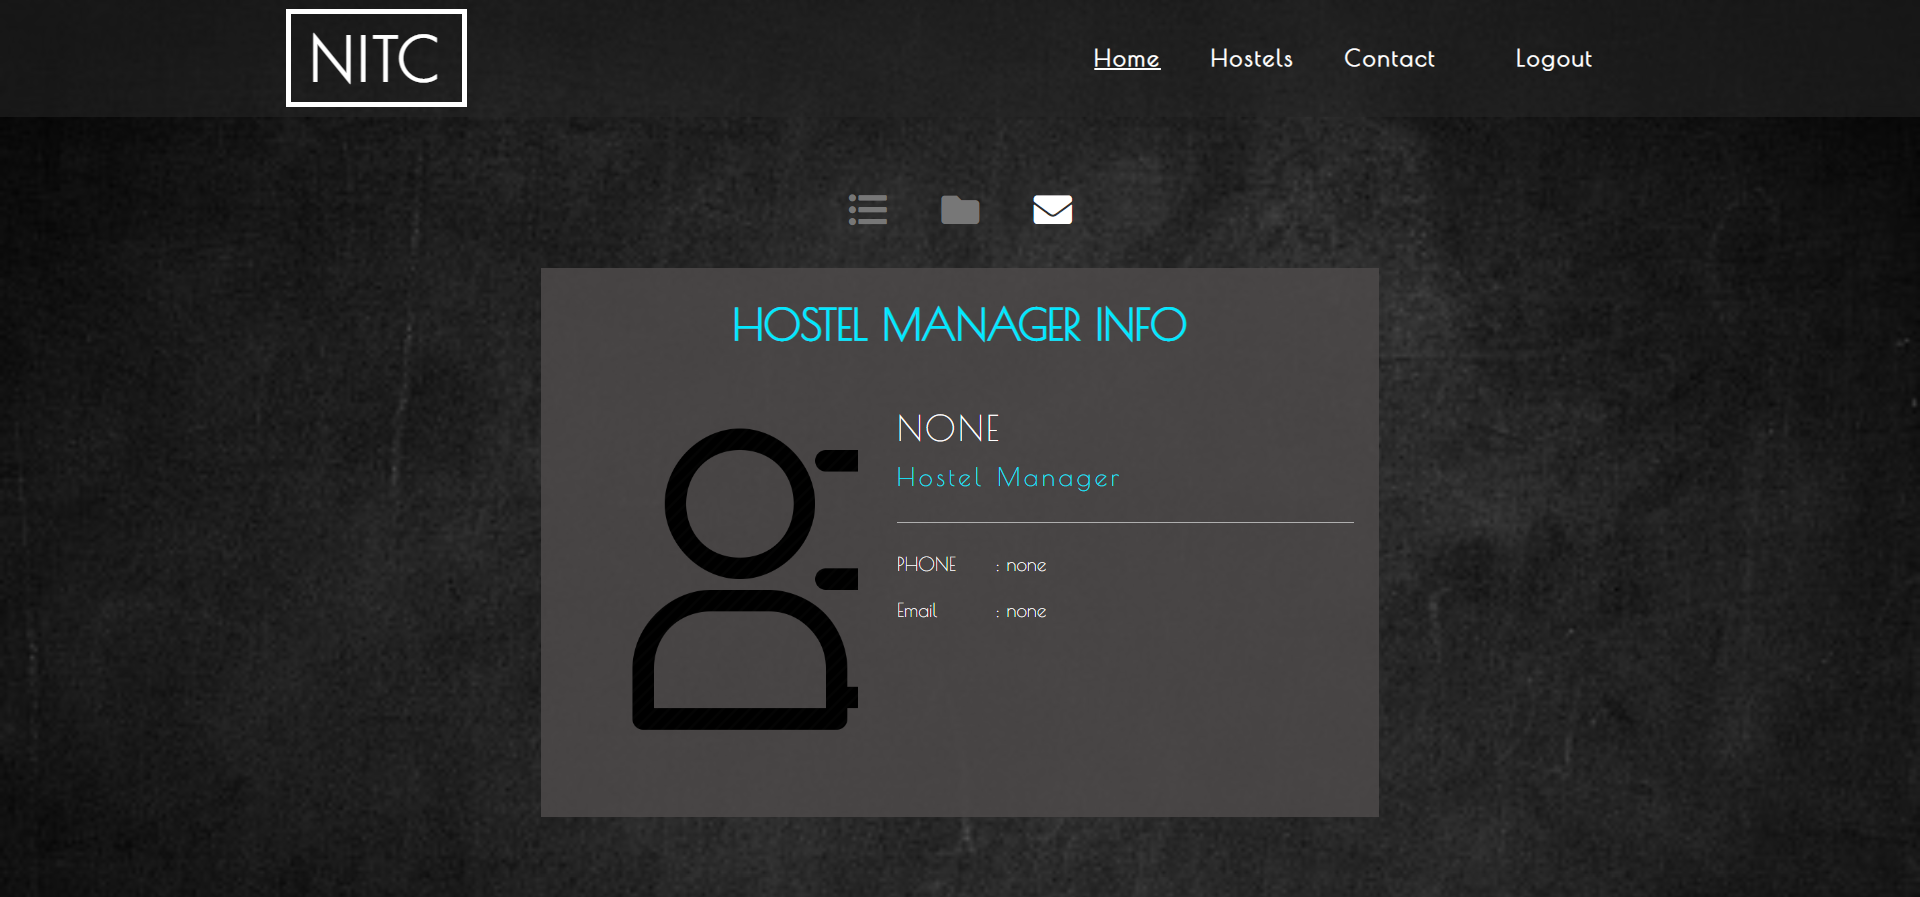 NITC
Home Hostels Contact Logout
HOSTEL MANAGER INFO
NONE
Hostel Manager
PHONE : none
Email : none